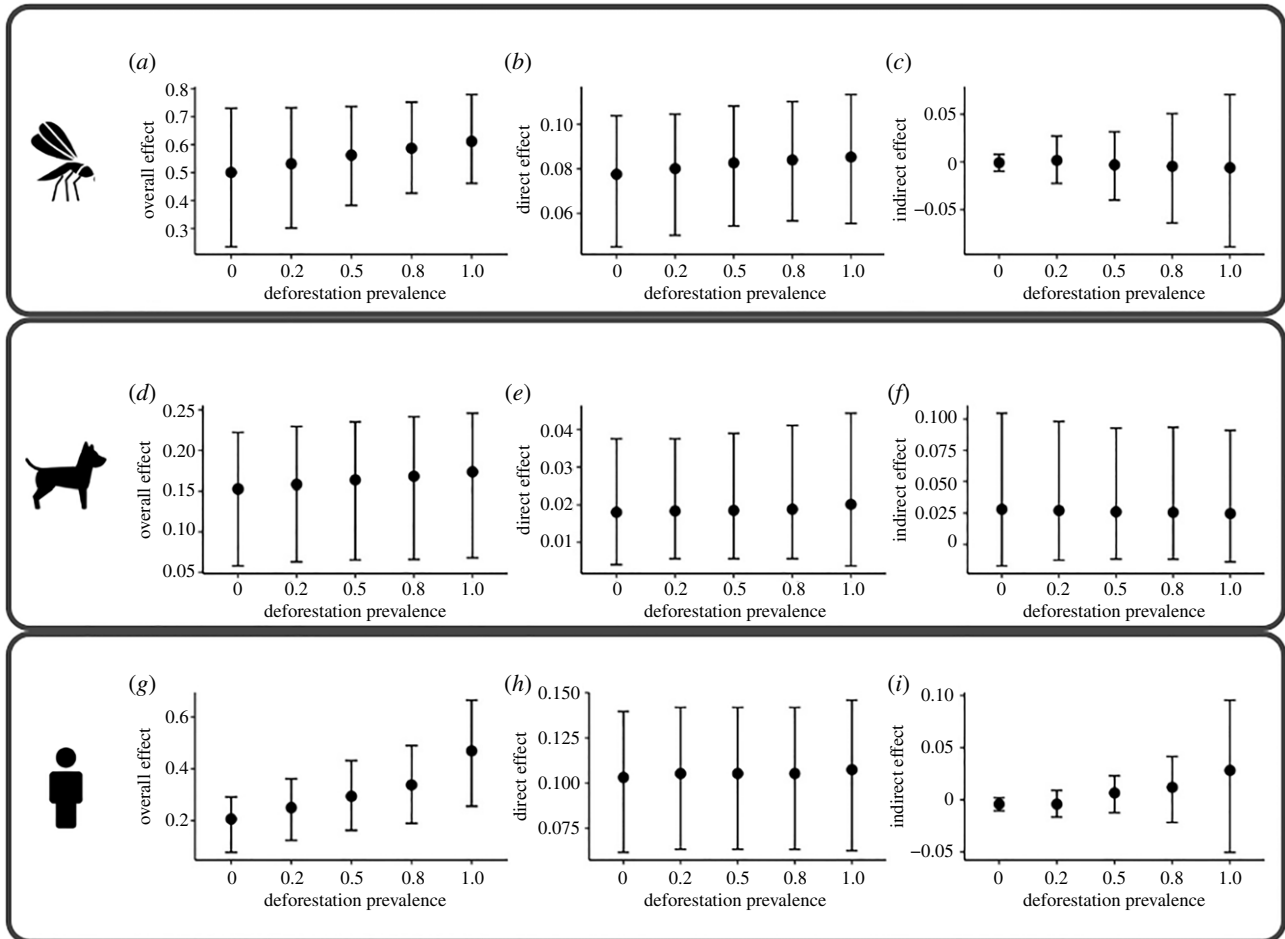 (a)
overall effect
0.8
0.7
0.6
0.5
0.4
0.3
0 0.2 0.5 0.8 1.0
deforestation prevalence
(b)
direct effect
0.10
0.08
0.06
0 0.2 0.5 0.8 1.0
deforestation prevalence
(c)
indirect effect
0.05
0
−0.05
0 0.2 0.5 0.8 1.0
deforestation prevalence
(d)
overall effect
0.25
0.20
0.15
0.10
0.05
0 0.2 0.5 0.8 1.0
deforestation prevalence
(e)
direct effect
0.04
0.03
0.02
0.01
0 0.2 0.5 0.8 1.0
deforestation prevalence
(f)
indirect effect
0.100
0.075
0.050
0.025
0
0 0.2 0.5 0.8 1.0
deforestation prevalence
(g)
overall effect
0.6
0.4
0.2
0 0.2 0.5 0.8 1.0
deforestation prevalence
(h)
direct effect
0.150
0.125
0.100
0.075
0 0.2 0.5 0.8 1.0
deforestation prevalence
(i)
indirect effect
0.10
0.05
0
−0.05
0 0.2 0.5 0.8 1.0
deforestation prevalence